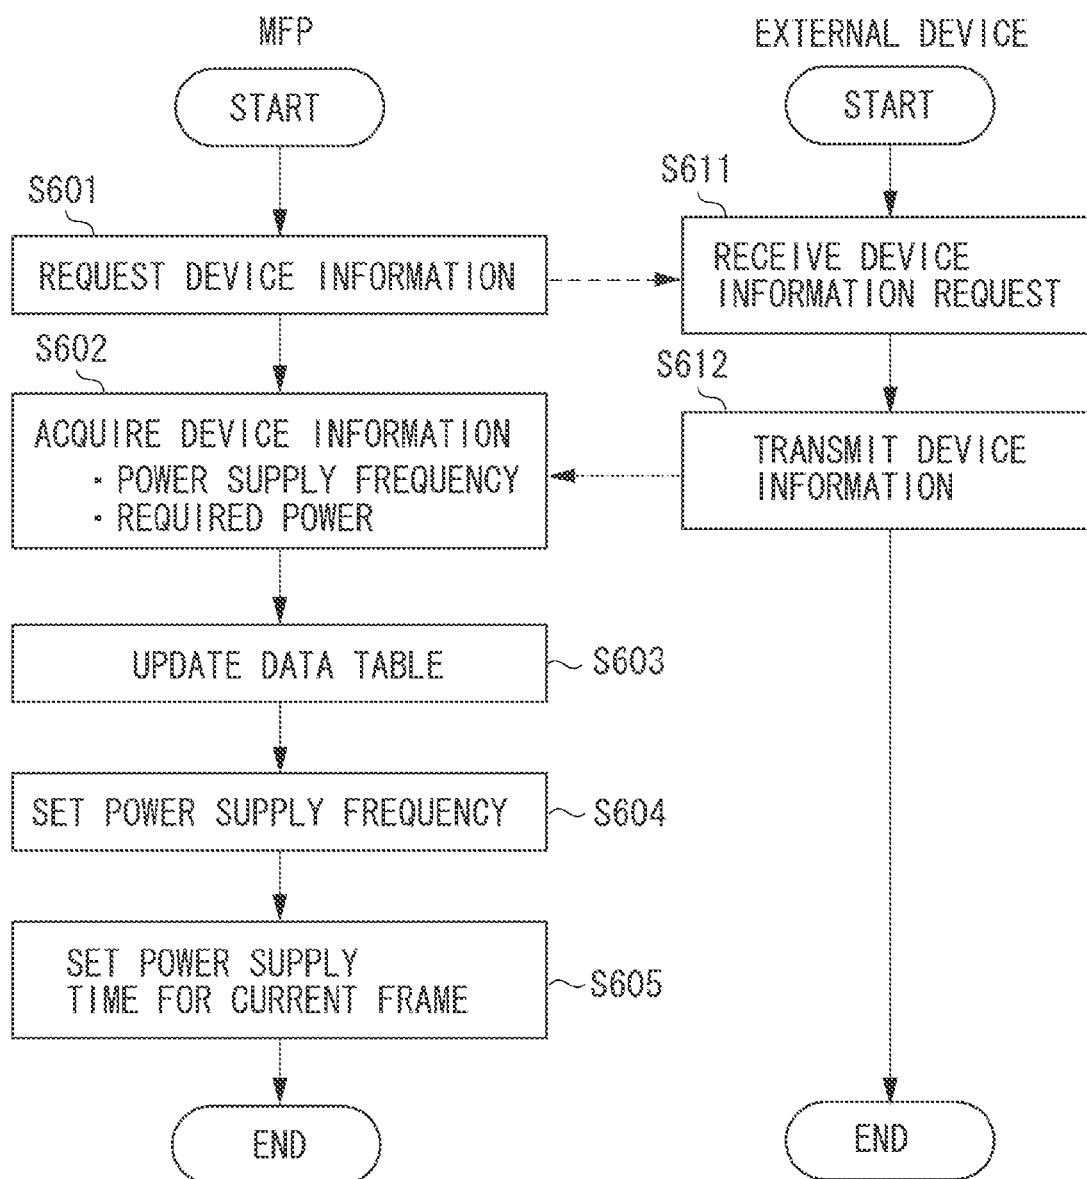 MFP
START
S601
REQUEST DEVICE INFORMATION
S602
ACQUIRE DEVICE INFORMATION
・POWER SUPPLY FREQUENCY
・REQUIRED POWER
UPDATE DATA TABLE
S603
SET POWER SUPPLY FREQUENCY
S604
SET POWER SUPPLY
TIME FOR CURRENT FRAME
S605
END
EXTERNAL DEVICE
START
S611
RECEIVE DEVICE
INFORMATION REQUEST
S612
TRANSMIT DEVICE
INFORMATION
END